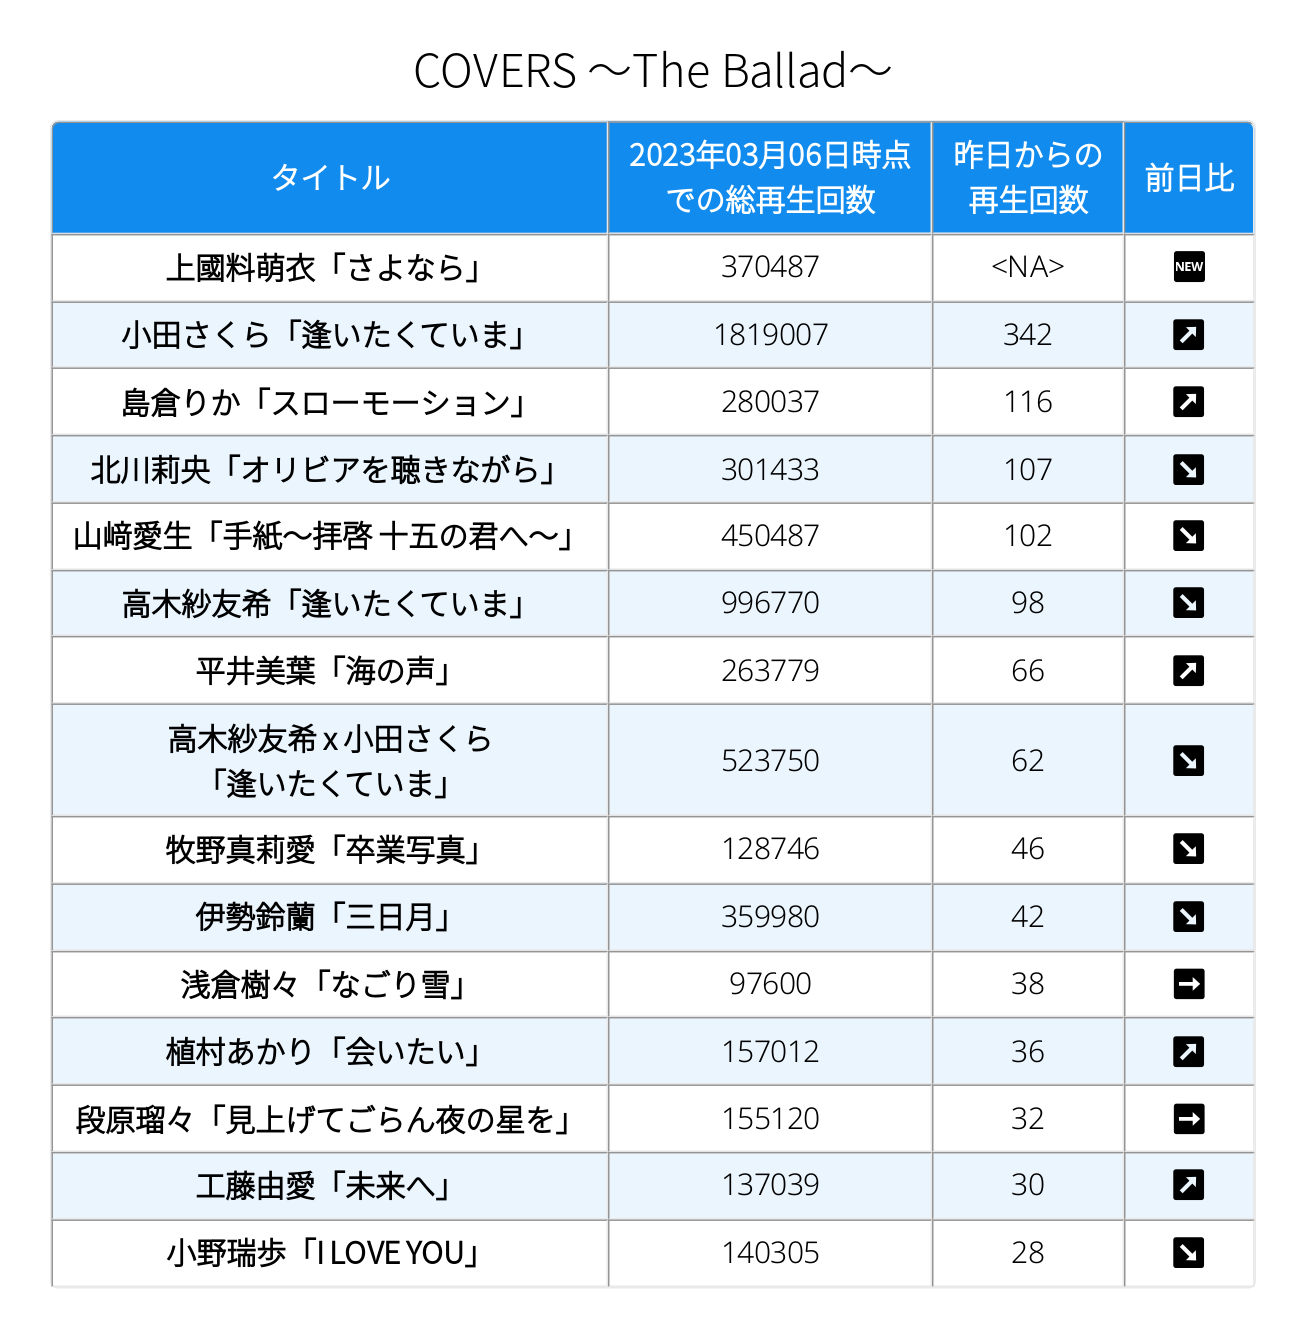 COVERS ～The Ballad～
タイトル
2023年03月06日時点
での総再生回数
昨日からの
再生回数
前日比
上國料萌衣「さよなら」 370487 <NA> NEW
小田さくら「逢いたくていま」 1819007 342
島倉りか「スローモーション」 280037 116
北川莉央「オリビアを聴きながら」 301433 107
山﨑愛生「手紙～拝啓 十五の君へ～」 450487 102
高木紗友希「逢いたくていま」 996770 98
平井美葉「海の声」 263779 66
高木紗友希 x 小田さくら
「逢いたくていま」 523750 62
牧野真莉愛「卒業写真」 128746 46
伊勢鈴蘭「三日月」 359980 42
浅倉樹々「なごり雪」 97600 38
植村あかり「会いたい」 157012 36
段原瑠々「見上げてごらん夜の星を」 155120 32
工藤由愛「未来へ」 137039 30
小野瑞歩「I LOVE YOU」 140305 28